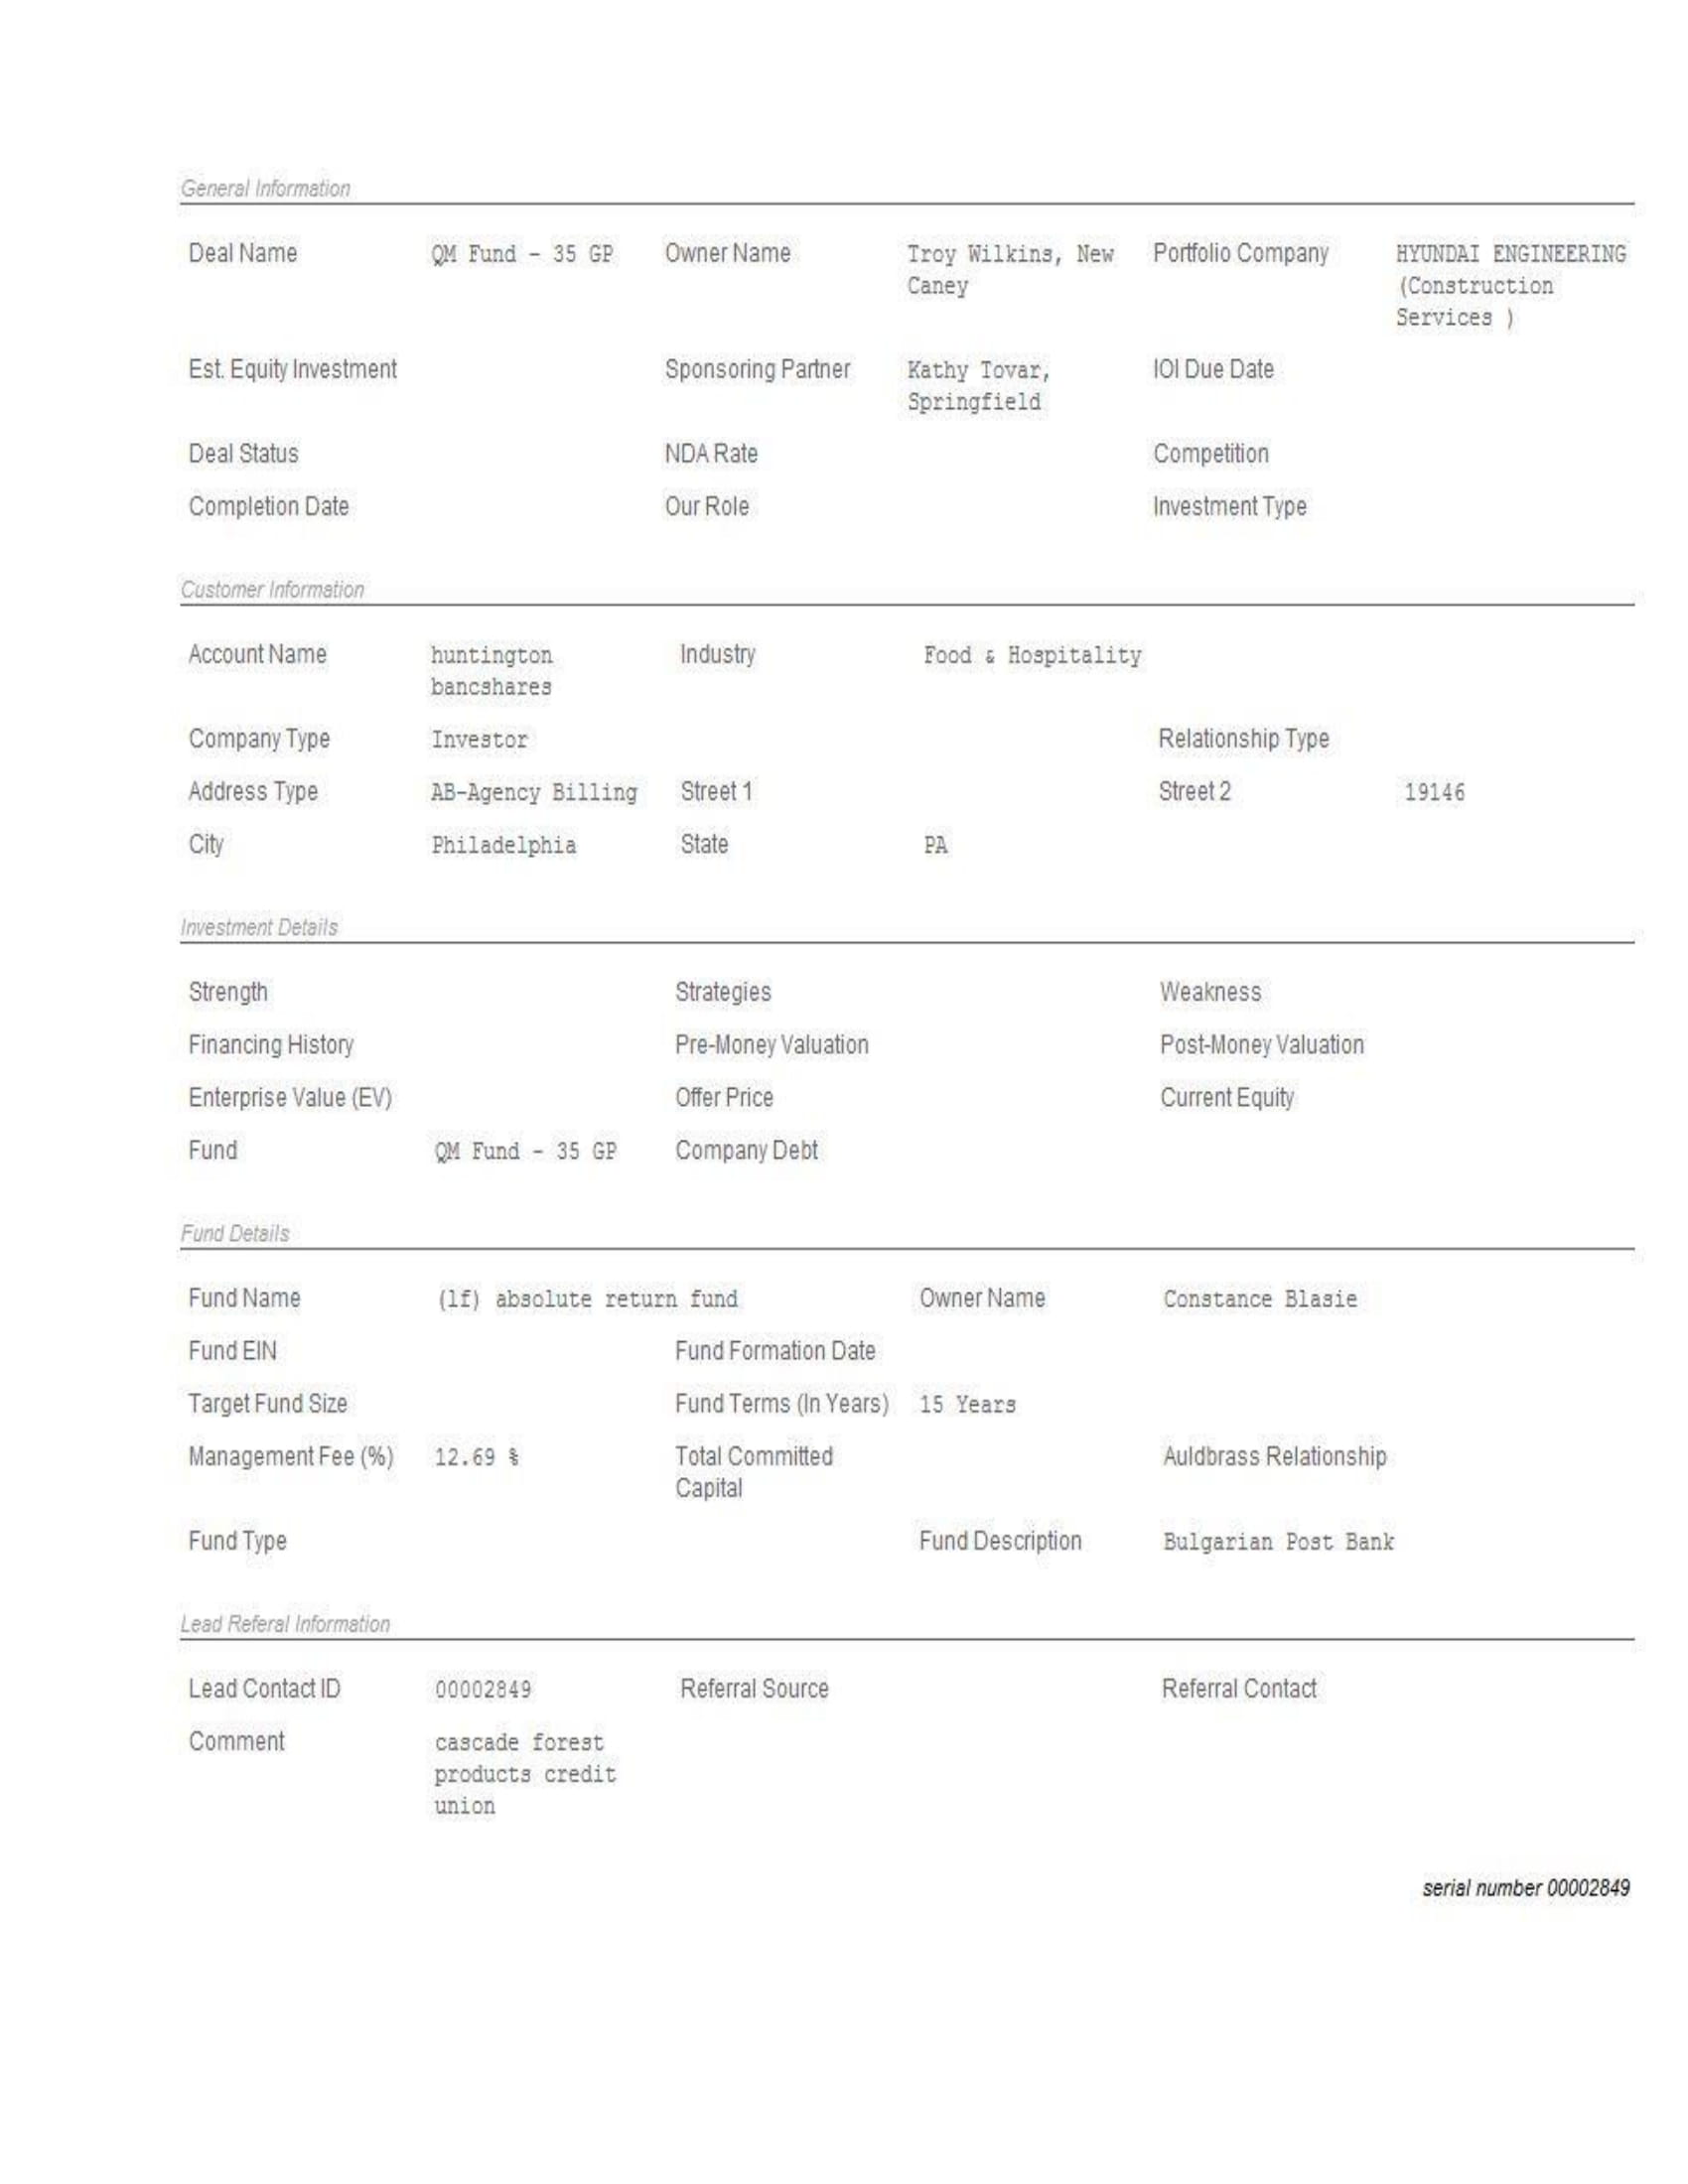 General Information
Deal Name QM Fund - 35 GP Owner Name Troy Wilkins, New Portfolio Company HYUNDAI ENGINEERING
Caney (Construction
Services )
Est. Equity Investment Sponsoring Partner Kathy Tovar, IOI Due Date
Springfield
Deal Status NDA Rate Competition
Completion Date Our Role Investment Type
Customer Information
Account Name huntington Industry Food & Hospitality
bancshares
Company Type Investor Relationship Type
Address Type AB-Agency Billing Street 1 Street 2 19146
City Philadelphia State PA
Investment Details
Strength Strategies Weakness
Financing History Pre-Money Valuation Post-Money Valuation
Enterprise Value (EV) Offer Price Current Equity
Fund QM Fund - 35 GP Company Debt
Fund Details
Fund Name (lf) absolute return fund Owner Name Constance Blasie
Fund EIN Fund Formation Date
Target Fund Size Fund Terms (In Years) 15 Years
Management Fee (%) 12.69 % Total Committed Auldbrass Relationship
Capital
Fund Type Fund Description Bulgarian Post Bank
Lead Referal Information
Lead Contact ID 00002849 Referral Source Referral Contact
Comment cascade forest
products credit
union
serial number 00002849